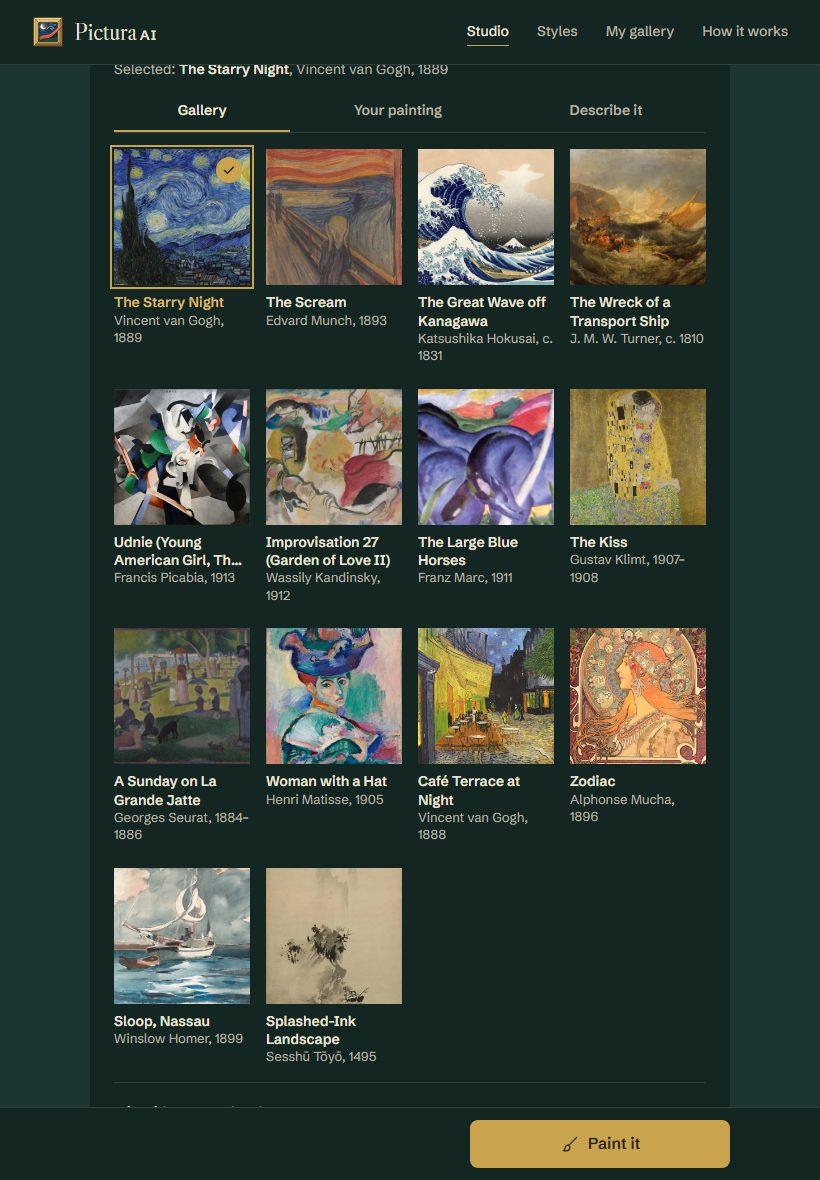 Pictura AI
Studio
Styles
My gallery
How it works
Selected: The Starry Night, Vincent van Gogh, 1889
Gallery
Your painting
Describe it
The Starry Night
Vincent van Gogh,
1889
The Scream
Edvard Munch, 1893
The Great Wave off
Kanagawa
Katsushika Hokusai, c.
1831
The Wreck of a
Transport Ship
J. M. W. Turner, c. 1810
Udnie (Young
American Girl, Th...
Francis Picabia, 1913
Improvisation 27
(Garden of Love II)
Wassily Kandinsky,
1912
The Large Blue
Horses
Franz Marc, 1911
The Kiss
Gustav Klimt, 1907–
1908
A Sunday on La
Grande Jatte
Georges Seurat, 1884–
1886
Woman with a Hat
Henri Matisse, 1905
Café Terrace at
Night
Vincent van Gogh,
1888
Zodiac
Alphonse Mucha,
1896
Sloop, Nassau
Winslow Homer, 1899
Splashed-Ink
Landscape
Sesshū Tōyō, 1495
Paint it